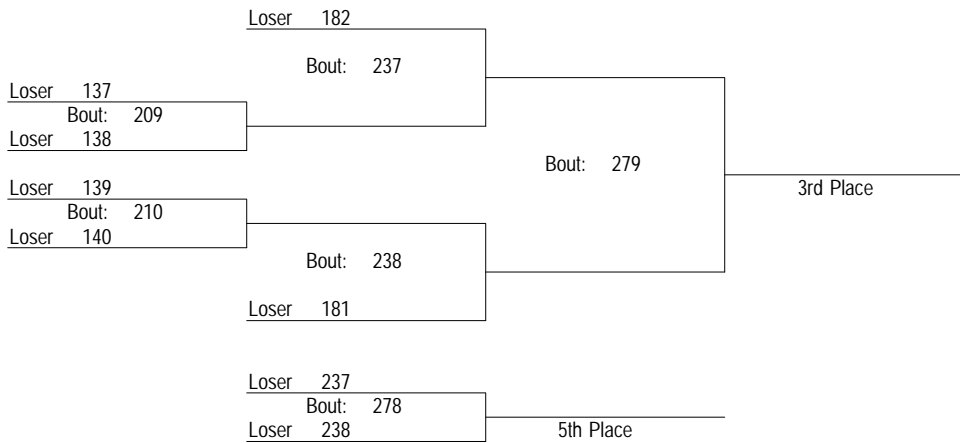 Loser 182
Bout: 237
Loser 137
Bout: 209
Loser 138
Bout: 279
Loser 139
3rd Place
Bout: 210
Loser 140
Bout: 238
Loser 181
Loser 237
Bout: 278
Loser 238
5th Place